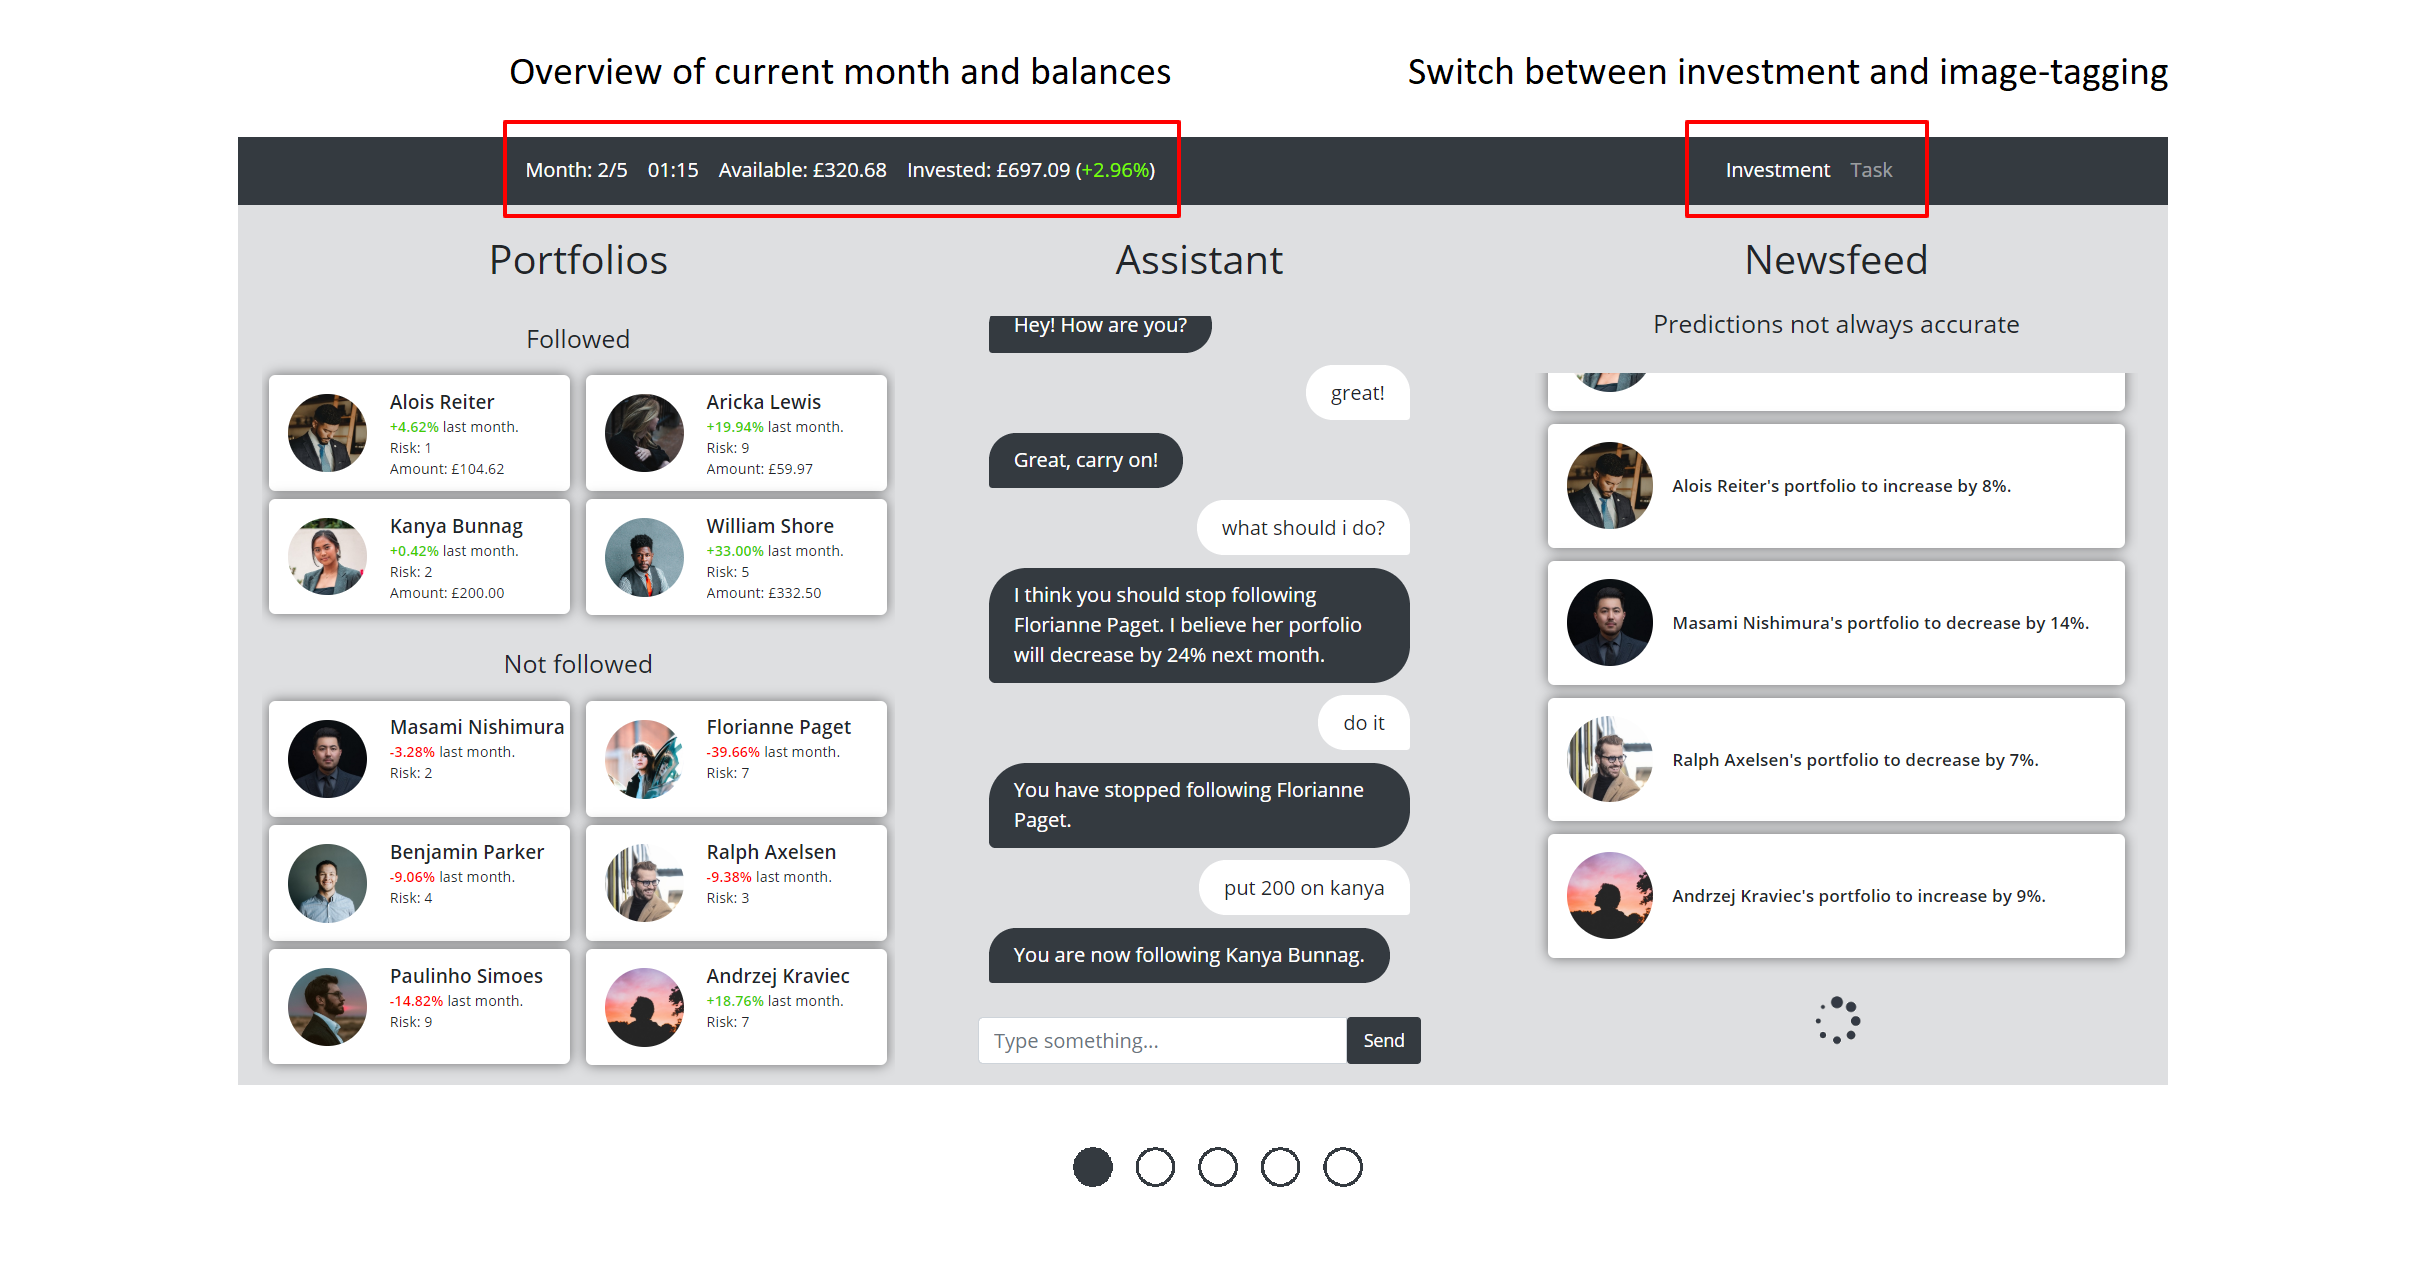 Overview of current month and balances
Switch between investment and image-tagging
Month: 2/5 01:15 Available: £320.68 Invested: £697.09 (+2.96%)
Investment Task
Portfolios
Followed
Alois Reiter
+4.62% last month.
Risk: 1
Amount: £104.62
Aricka Lewis
+19.94% last month.
Risk: 9
Amount: £59.97
Kanya Bunnag
+0.42% last month.
Risk: 2
Amount: £200.00
William Shore
+33.00% last month.
Risk: 5
Amount: £332.50
Not followed
Masami Nishimura
-3.28% last month.
Risk: 2
Florianne Paget
-39.66% last month.
Risk: 7
Benjamin Parker
-9.06% last month.
Risk: 4
Ralph Axelsen
-9.38% last month.
Risk: 3
Paulinho Simoes
-14.82% last month.
Risk: 9
Andrzej Kraviec
+18.76% last month.
Risk: 7
Assistant
Hey! How are you?
great!
Great, carry on!
what should i do?
I think you should stop following
Florianne Paget. I believe her porfolio
will decrease by 24% next month.
do it
You have stopped following Florianne
Paget.
put 200 on kanya
You are now following Kanya Bunnag.
Type something...
Send
Newsfeed
Predictions not always accurate
Alois Reiter's portfolio to increase by 8%.
Masami Nishimura's portfolio to decrease by 14%.
Ralph Axelsen's portfolio to decrease by 7%.
Andrzej Kraviec's portfolio to increase by 9%.